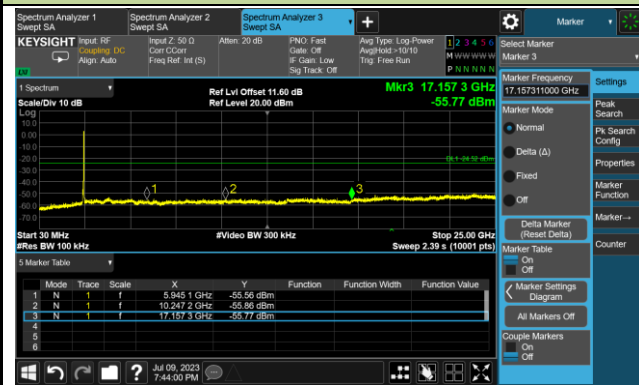 Spectrum Analyzer 1
Swept SA
Spectrum Analyzer 2
Swept SA
Spectrum Analyzer 3
Swept SA
+
Marker
KEYSIGHT
Input: RF
Coupling: DC
Align: Auto
Input Z: 50 Ω
Corr CCorr
Freq Ref: Int (S)
Atten: 20 dB
PNO: Fast
Gate: Off
IF Gain: Low
Sig Track: Off
Avg Type: Log-Power
Avg|Hold:>10/10
Trig: Free Run
1 2 3 4 5 6
M W W W W W
P N N N N N
LW
Select Marker
Marker 3
1 Spectrum
Scale/Div 10 dB
Log
Ref Lvl Offset 11.60 dB
Ref Level 20.00 dBm
Mkr3 17.157 3 GHz
-55.77 dBm
10.0
0.00
-10.0
-20.0
-30.0
-40.0
-50.0
-60.0
-70.0
DL1 -24.52 dBm
1
2
3
Start 30 MHz
#Res BW 100 kHz
#Video BW 300 kHz
Stop 25.00 GHz
Sweep 2.39 s (10001 pts)
5 Marker Table
Mode Trace Scale X Y Function Function Width Function Value
1 N 1 f 5.945 1 GHz -55.56 dBm
2 N 1 f 10.247 2 GHz -55.86 dBm
3 N 1 f 17.157 3 GHz -55.77 dBm
4
5
6
Marker Frequency
17.157311000 GHz
Marker Mode
Normal
Delta (Δ)
Fixed
Off
Delta Marker
(Reset Delta)
Marker Table
On
Off
Marker Settings
Diagram
All Markers Off
Couple Markers
On
Off
Settings
Peak
Search
Pk Search
Config
Properties
Marker
Function
Marker→
Counter
?
Jul 09, 2023
7:44:00 PM